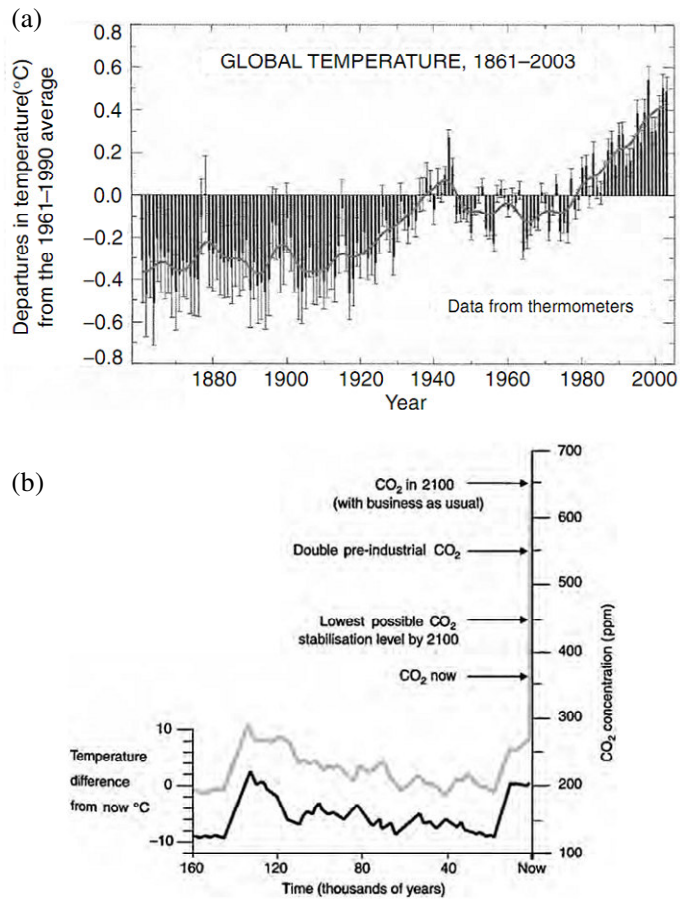 (a)
GLOBAL TEMPERATURE, 1861–2003
Departures in temperature(°C)
from the 1961–1990 average
0.8
0.4
0.2
0.0
−0.2
−0.4
−0.6
−0.8
Data from thermometers
1880
1900
1920
1940
1960
1980
2000
Year
(b)
CO2 in 2100
(with business as usual)
Double pre-industrial CO2
Lowest possible CO2
stabilisation level by 2100
CO2 now
700
600
500
400
300
200
100
CO2 concentration (ppm)
Temperature
difference
from now °C
10
0
−10
160
120
80
40
Now
Time (thousands of years)